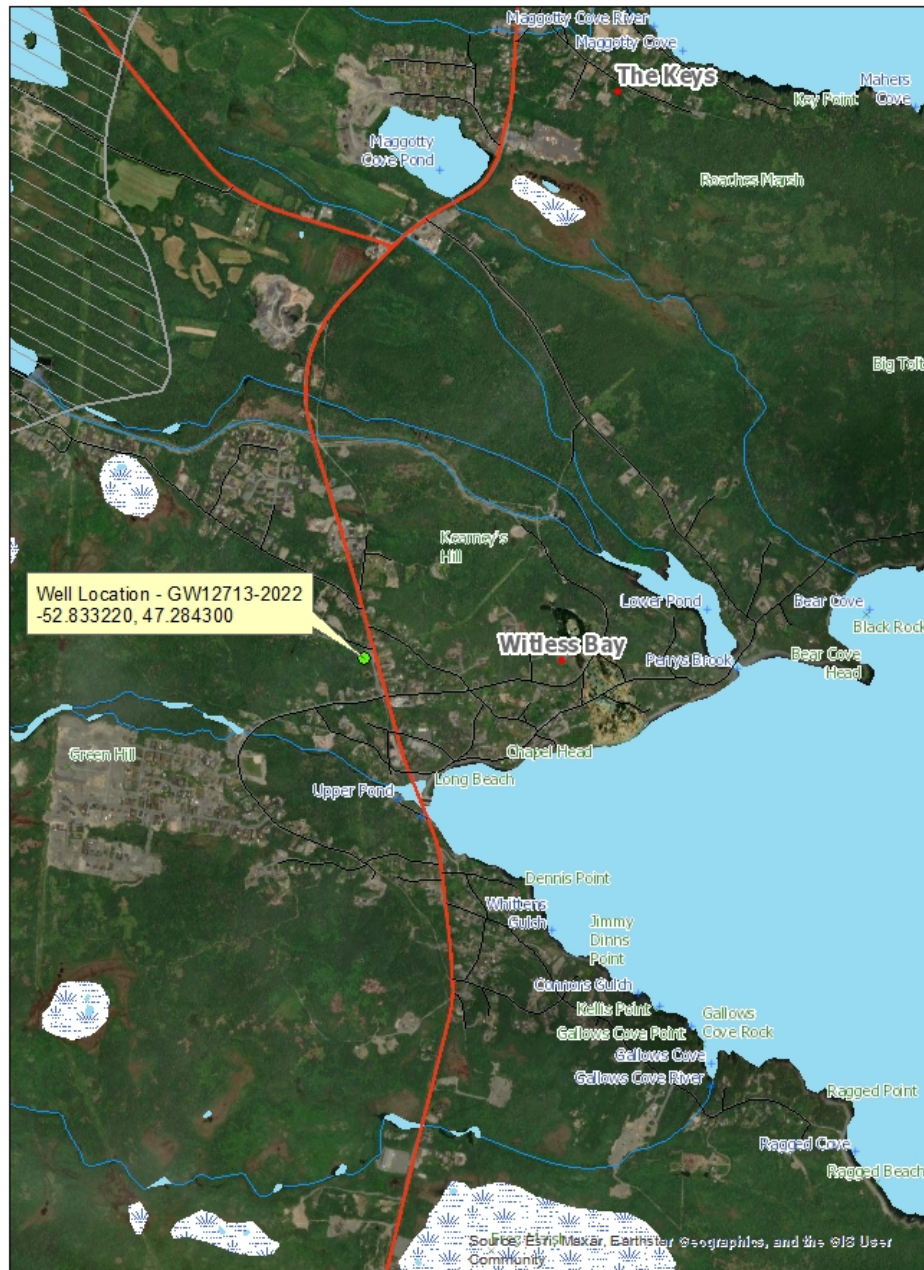 Maggotty Cove River
Maggotty Cove
The Keys
Mahers
Cove
Key Point
Maggotty
Cove Pond
Roaches Marsh
Big Tolt
Kearney's
Hill
Well Location - GW12713-2022
-52.833220, 47.284300
Lower Pond
Bear Cove
Black Rock
Witless Bay
Perrys Brook
Bear Cove
Head
Green Hill
Chapel Head
Long Beach
Upper Pond
Dennis Point
Whittens
Gulch
Jimmy
Dinns
Point
Connors Gulch
Kellis Point
Gallows
Cove Rock
Gallows Cove Point
Gallows Cove
Gallows Cove River
Ragged Point
Ragged Cove
Ragged Beach
Source: Esri, Maxar, Earthstar Geographics, and the GIS User
Community